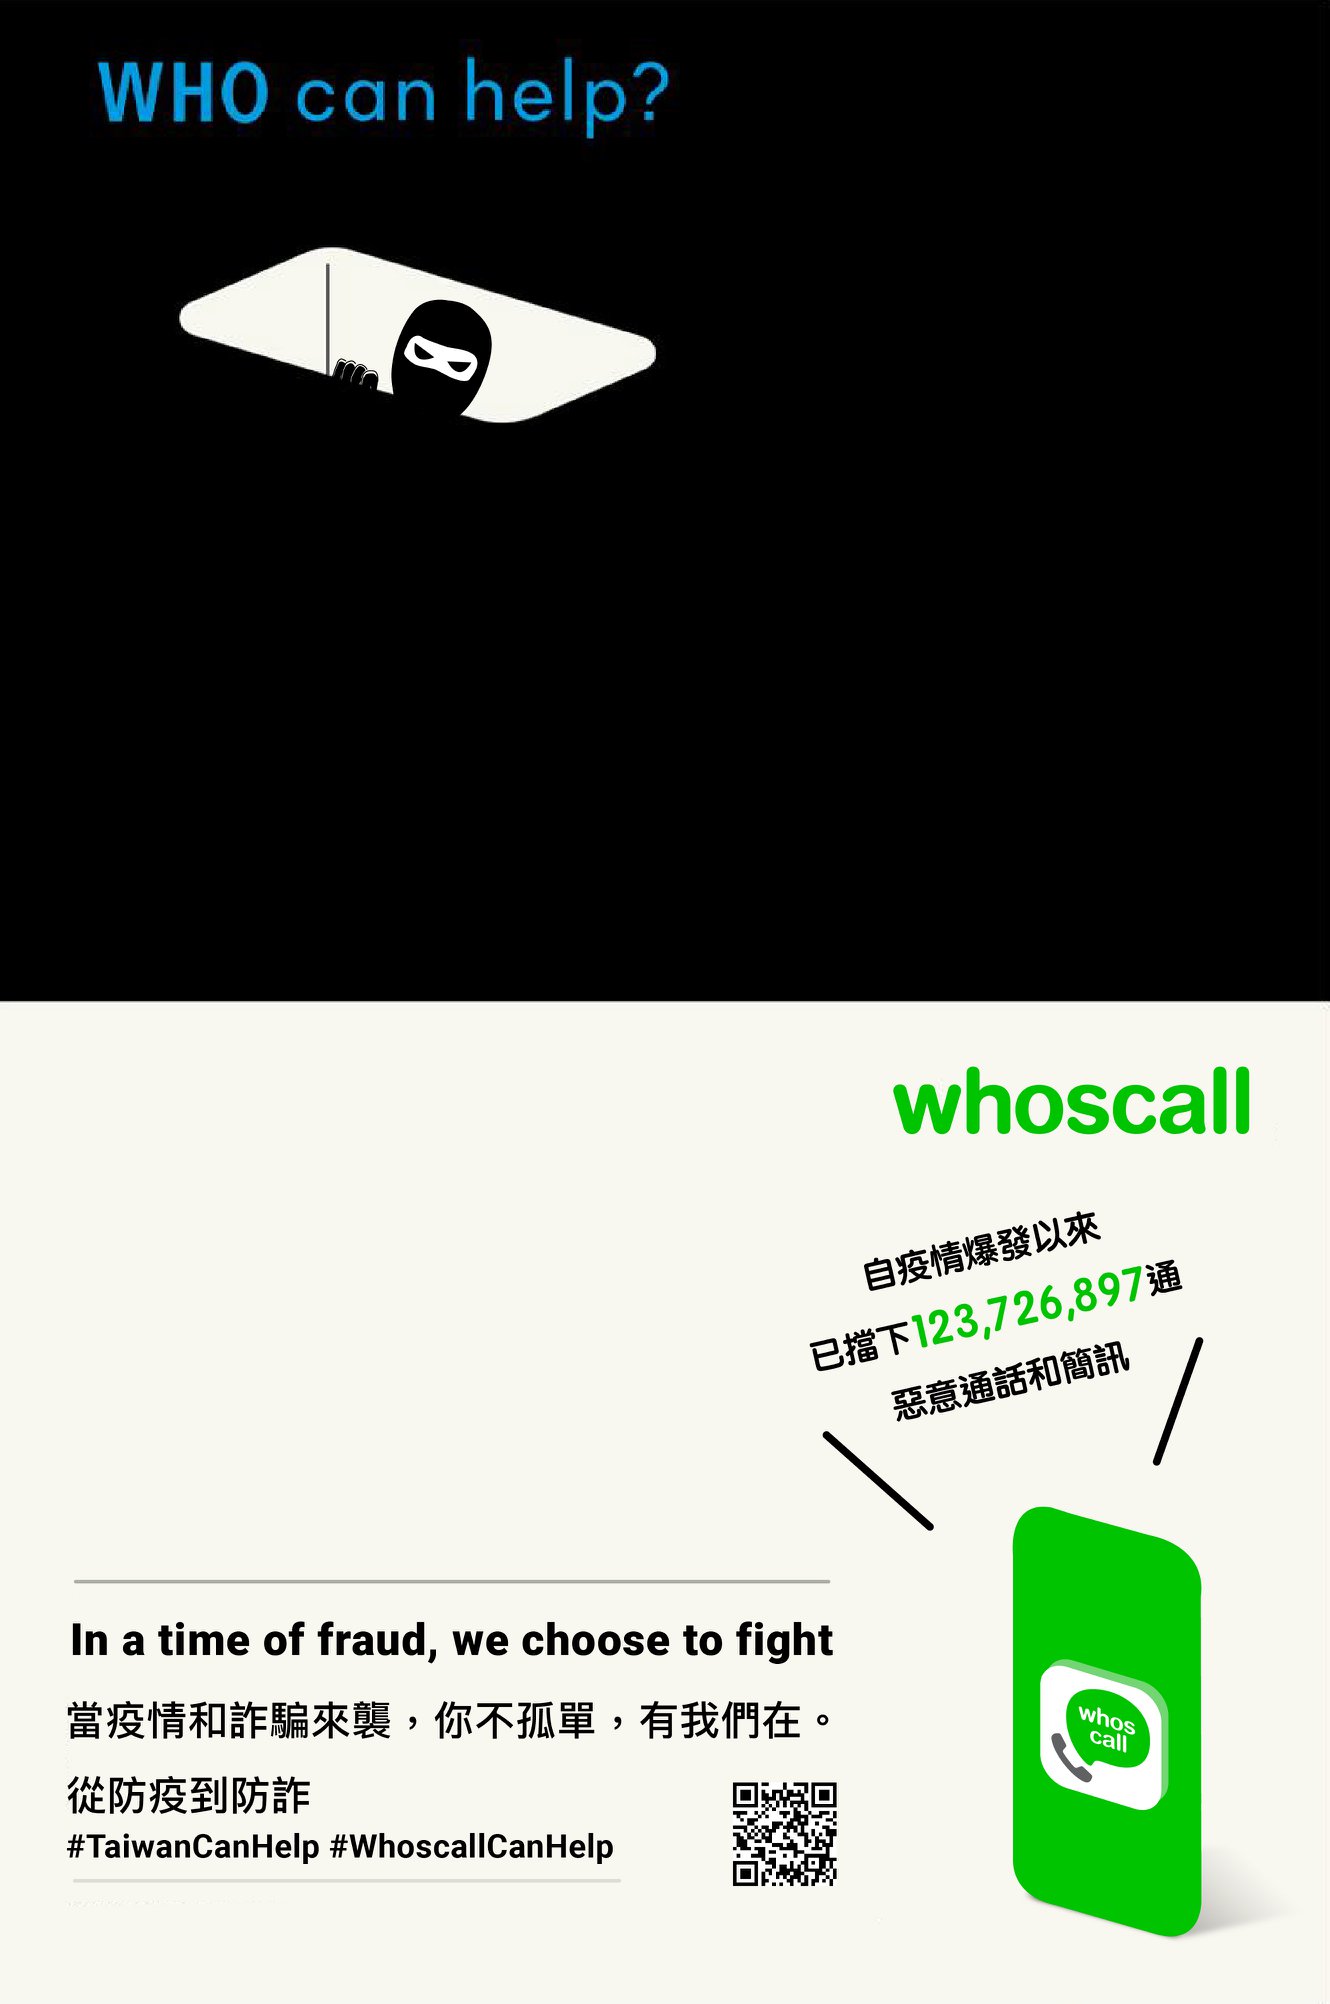 WHO can help?
whoscall
自疫情爆發以來
已擋下123,726,897通
惡意通話和簡訊
In a time of fraud, we choose to fight
當疫情和詐騙來襲，你不孤單，有我們在。
從防疫到防詐
#TaiwanCanHelp #WhoscallCanHelp
whos
call